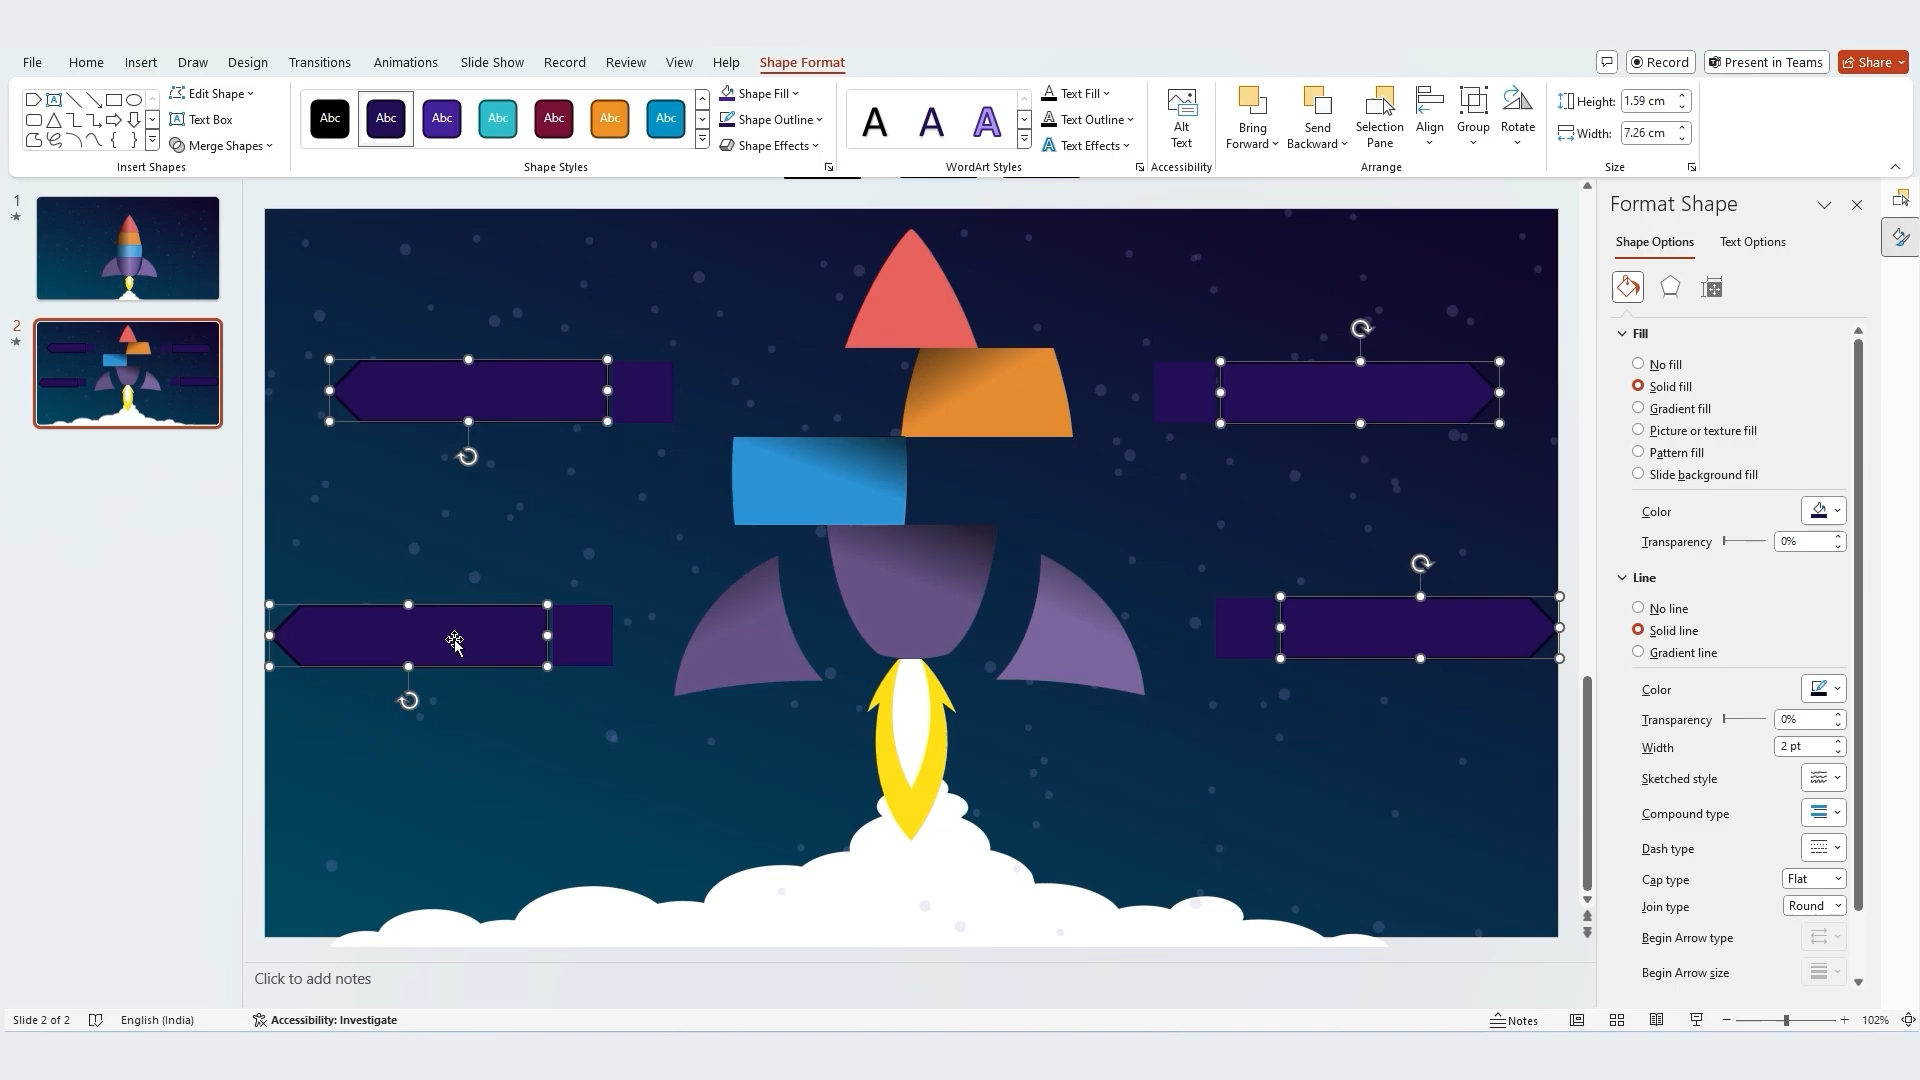 File Home Insert Draw Design Transitions Animations Slide Show Record Review View Help Shape Format Record Present in Teams Share
Edit Shape
Text Box
Merge Shapes
Insert Shapes
Abc Abc Abc Abc Abc Abc Abc
Shape Fill
Shape Outline
Shape Effects
Shape Styles
A A A
Text Fill
Text Outline
Text Effects
WordArt Styles
Alt Text
Accessibility
Bring Forward
Send Backward
Selection Pane
Align
Group
Rotate
Arrange
Height: 1.59 cm
Width: 7.26 cm
Size
1
2
Format Shape
Shape Options Text Options
Fill
No fill
Solid fill
Gradient fill
Picture or texture fill
Pattern fill
Slide background fill
Color
Transparency 0%
Line
No line
Solid line
Gradient line
Color
Transparency 0%
Width 2 pt
Sketched style
Compound type
Dash type
Cap type Flat
Join type Round
Begin Arrow type
Begin Arrow size
Click to add notes
Slide 2 of 2 English (India) Accessibility: Investigate Notes 102%